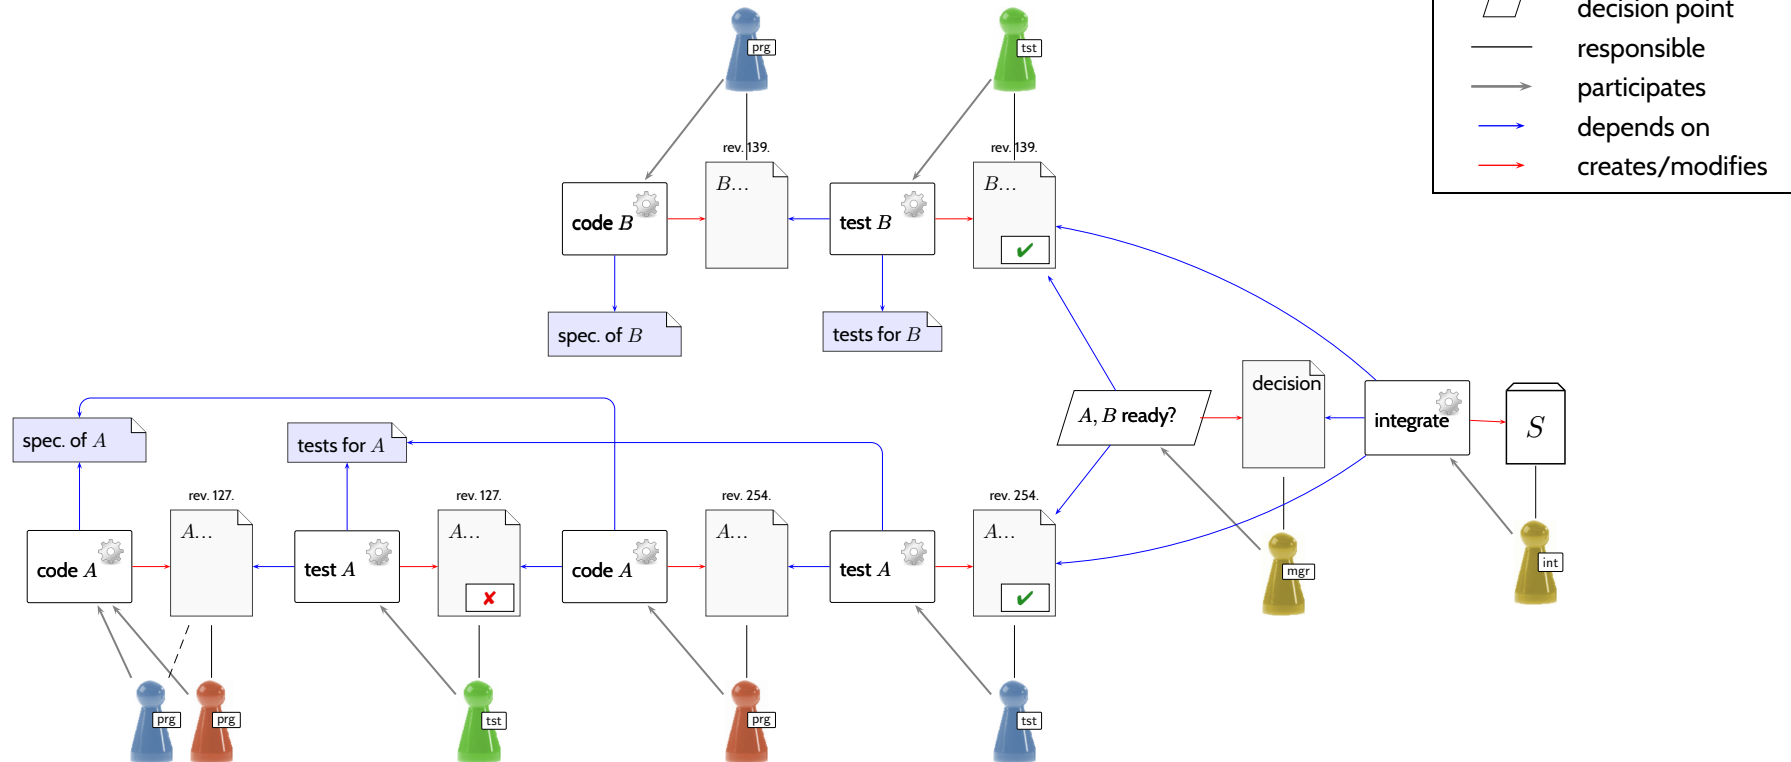 decision point
responsible
participates
depends on
creates/modifies
prg
tst
rev. 139.
rev. 139.
B...
B...
code B
test B
✔
spec. of B
tests for B
decision
A, B ready?
integrate
S
spec. of A
tests for A
rev. 127.
rev. 127.
rev. 254.
rev. 254.
A...
A...
A...
A...
code A
test A
code A
test A
✘
✔
mgr
int
prg
prg
tst
prg
tst